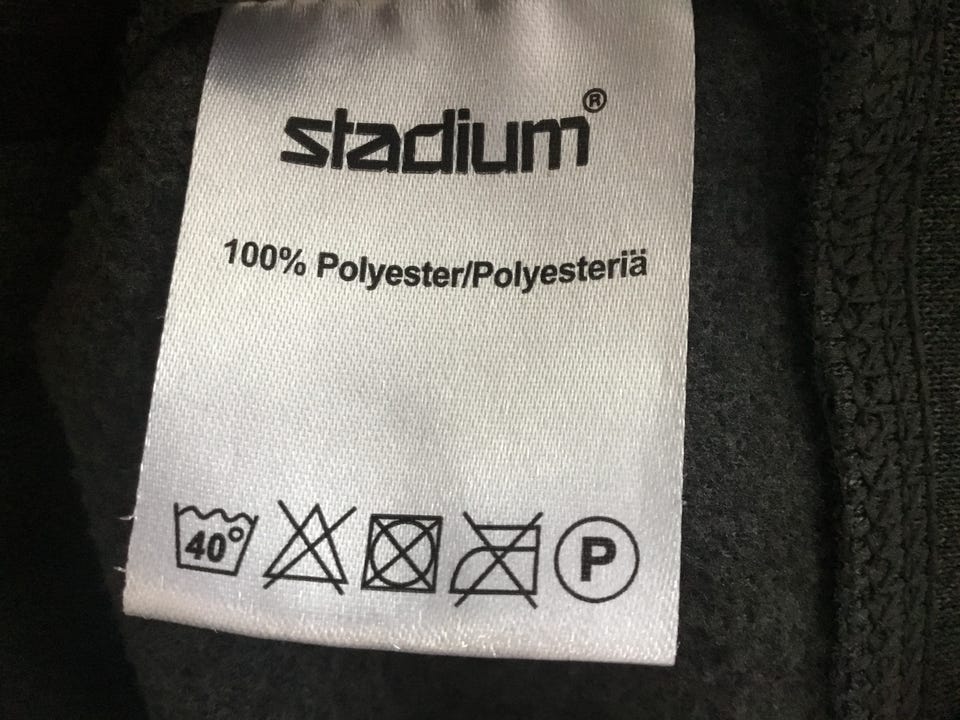 stadium®
100% Polyester/Polyesteriä
40° P